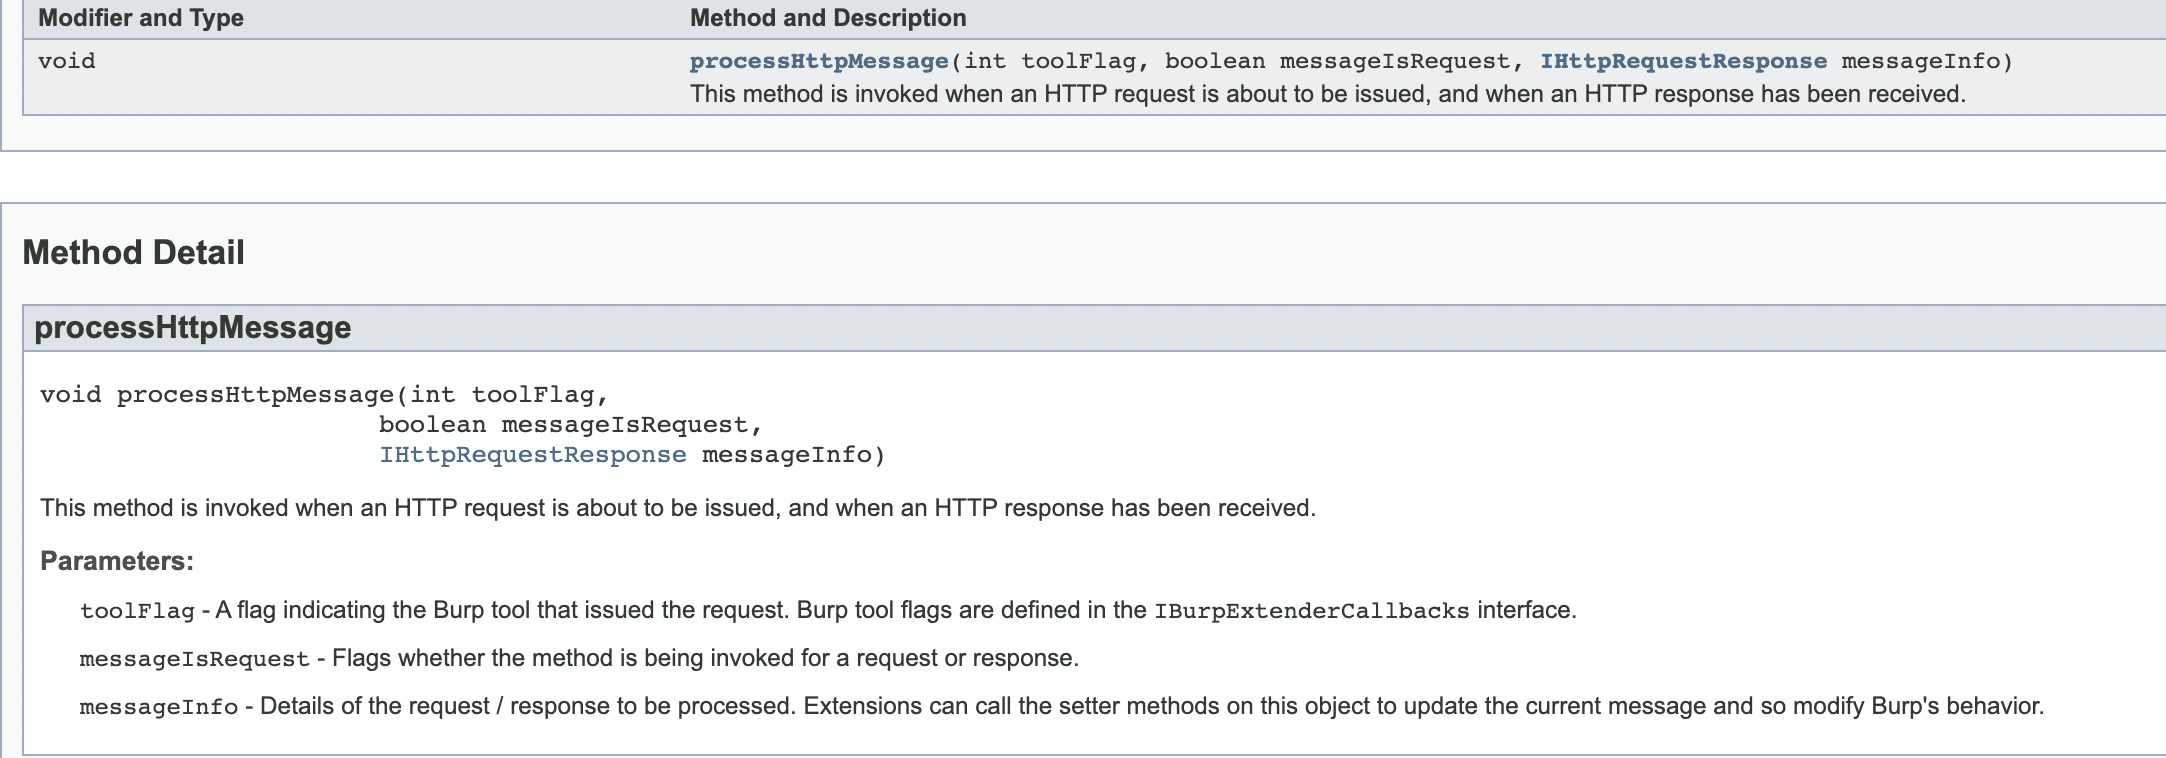 Modifier and Type Method and Description
void processHttpMessage(int toolFlag, boolean messageIsRequest, IHttpRequestResponse messageInfo)
This method is invoked when an HTTP request is about to be issued, and when an HTTP response has been received.
Method Detail
processHttpMessage
void processHttpMessage(int toolFlag,
boolean messageIsRequest,
IHttpRequestResponse messageInfo)
This method is invoked when an HTTP request is about to be issued, and when an HTTP response has been received.
Parameters:
toolFlag - A flag indicating the Burp tool that issued the request. Burp tool flags are defined in the IBurpExtenderCallbacks interface.
messageIsRequest - Flags whether the method is being invoked for a request or response.
messageInfo - Details of the request / response to be processed. Extensions can call the setter methods on this object to update the current message and so modify Burp's behavior.